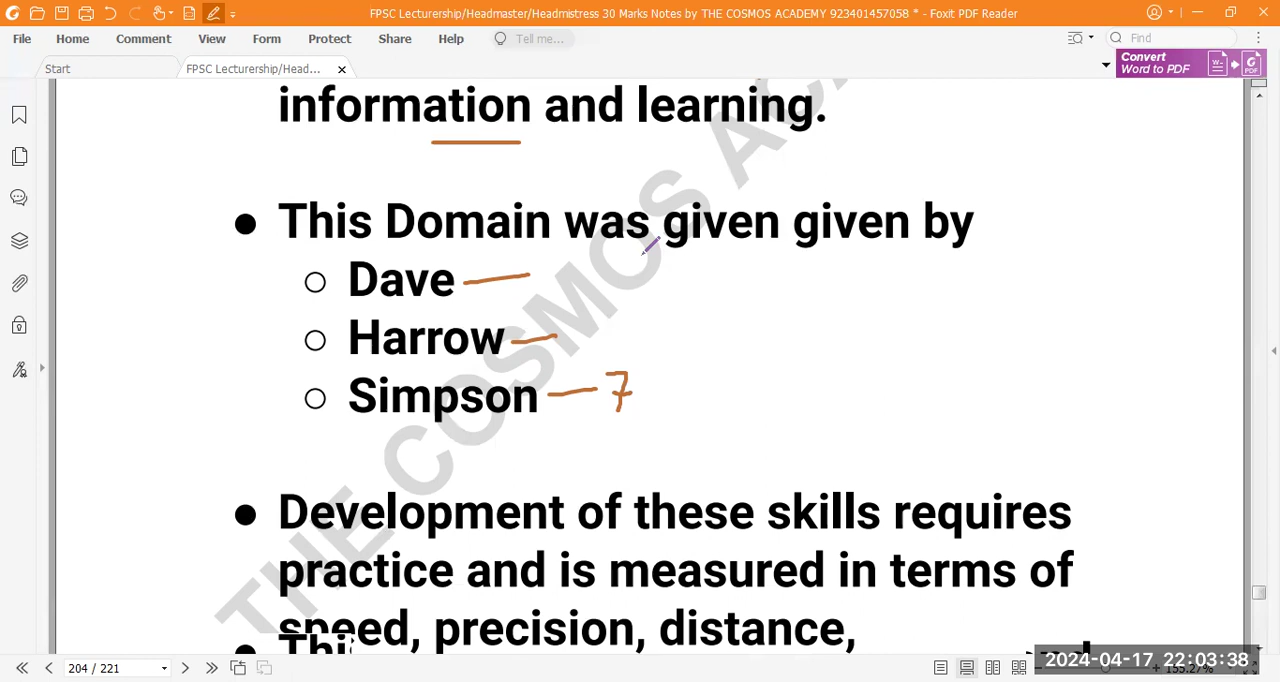 FPSC Lecturership/Headmaster/Headmistress 30 Marks Notes by THE COSMOS ACADEMY 923401457058 * - Foxit PDF Reader
File Home Comment View Form Protect Share Help Tell me... Find
Start FPSC Lecturership/Head... Convert Word to PDF
information and learning.
● This Domain was given given by
○ Dave
○ Harrow
○ Simpson 7
● Development of these skills requires
practice and is measured in terms of
speed, precision, distance,
THE COSMOS ACA
204 / 221
2024-04-17 22:03:38